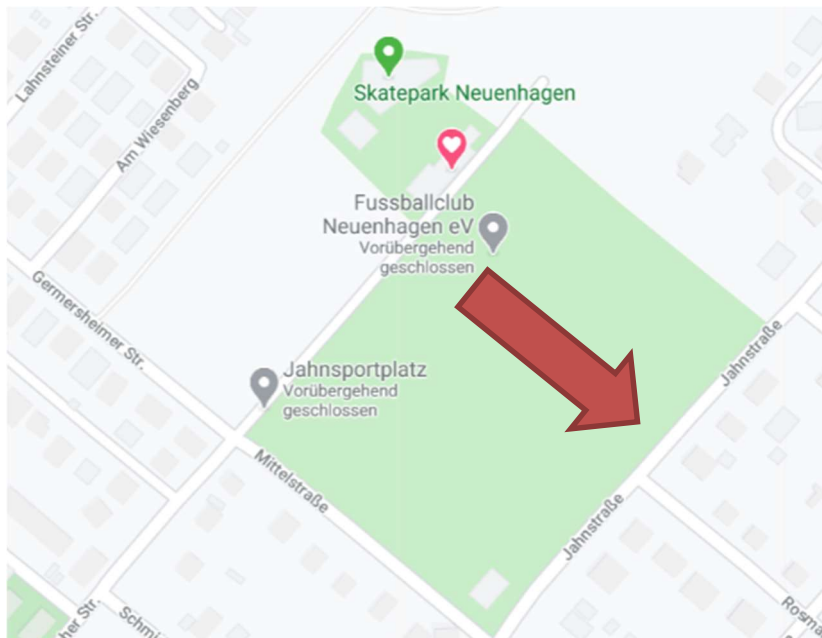 Lahnsteiner Str.
Am Wiesenberg
Skatepark Neuenhagen
Fussballclub
Neuenhagen eV
Vorübergehend
geschlossen
Germersheimer Str.
Jahnsportplatz
Vorübergehend
geschlossen
Jahnstraße
Mittelstraße
Jahnstraße
Str.